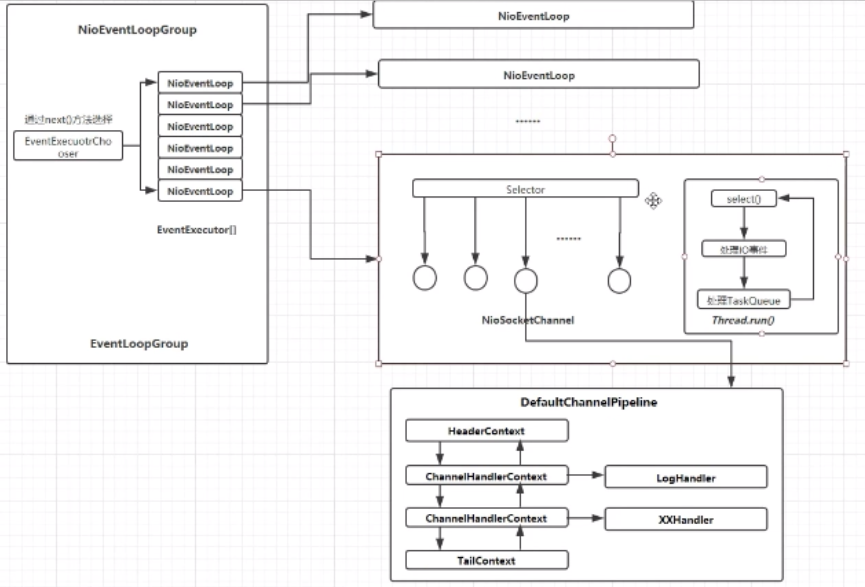 NioEventLoopGroup
通过next()方法选择
EventExecuotrCho
oser
NioEventLoop
NioEventLoop
NioEventLoop
NioEventLoop
NioEventLoop
NioEventLoop
EventExecutor[]
EventLoopGroup
NioEventLoop
NioEventLoop
......
Selector
......
NioSocketChannel
select()
处理IO事件
处理TaskQueue
Thread.run()
DefaultChannelPipeline
HeaderContext
ChannelHandlerContext
LogHandler
ChannelHandlerContext
XXHandler
TailContext